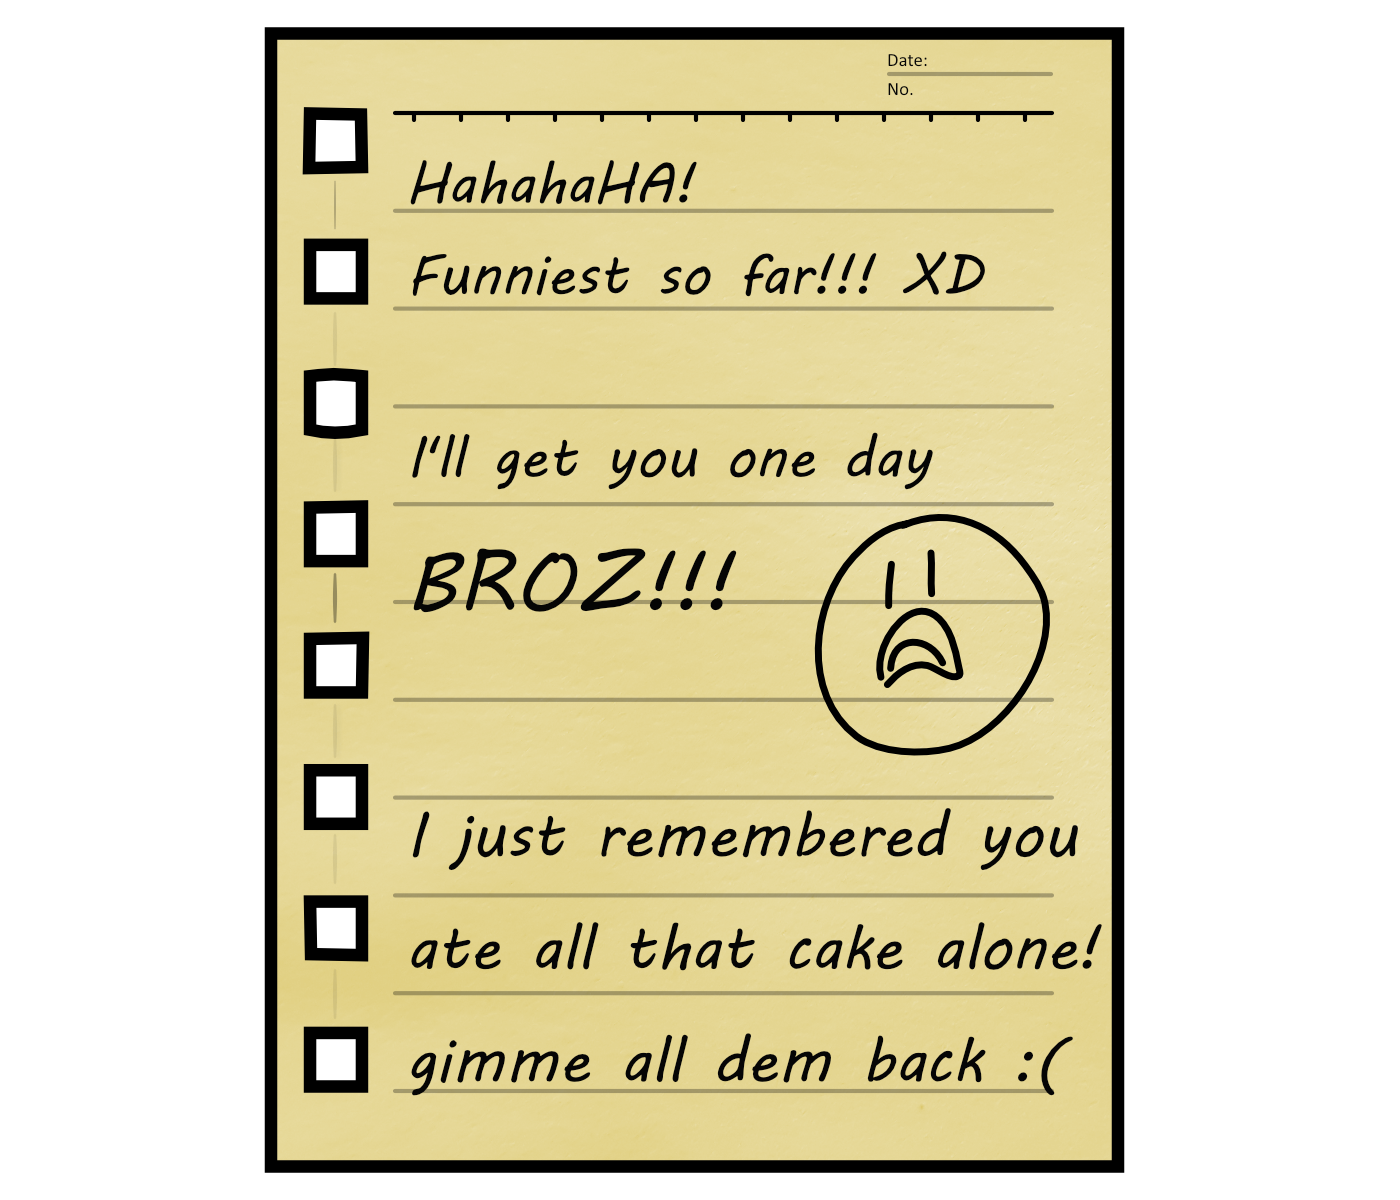 Date:
No.
HahahaHA!
Funniest so far!!! XD
I'll get you one day
BROZ!!!
I just remembered you
ate all that cake alone!
gimme all dem back :(